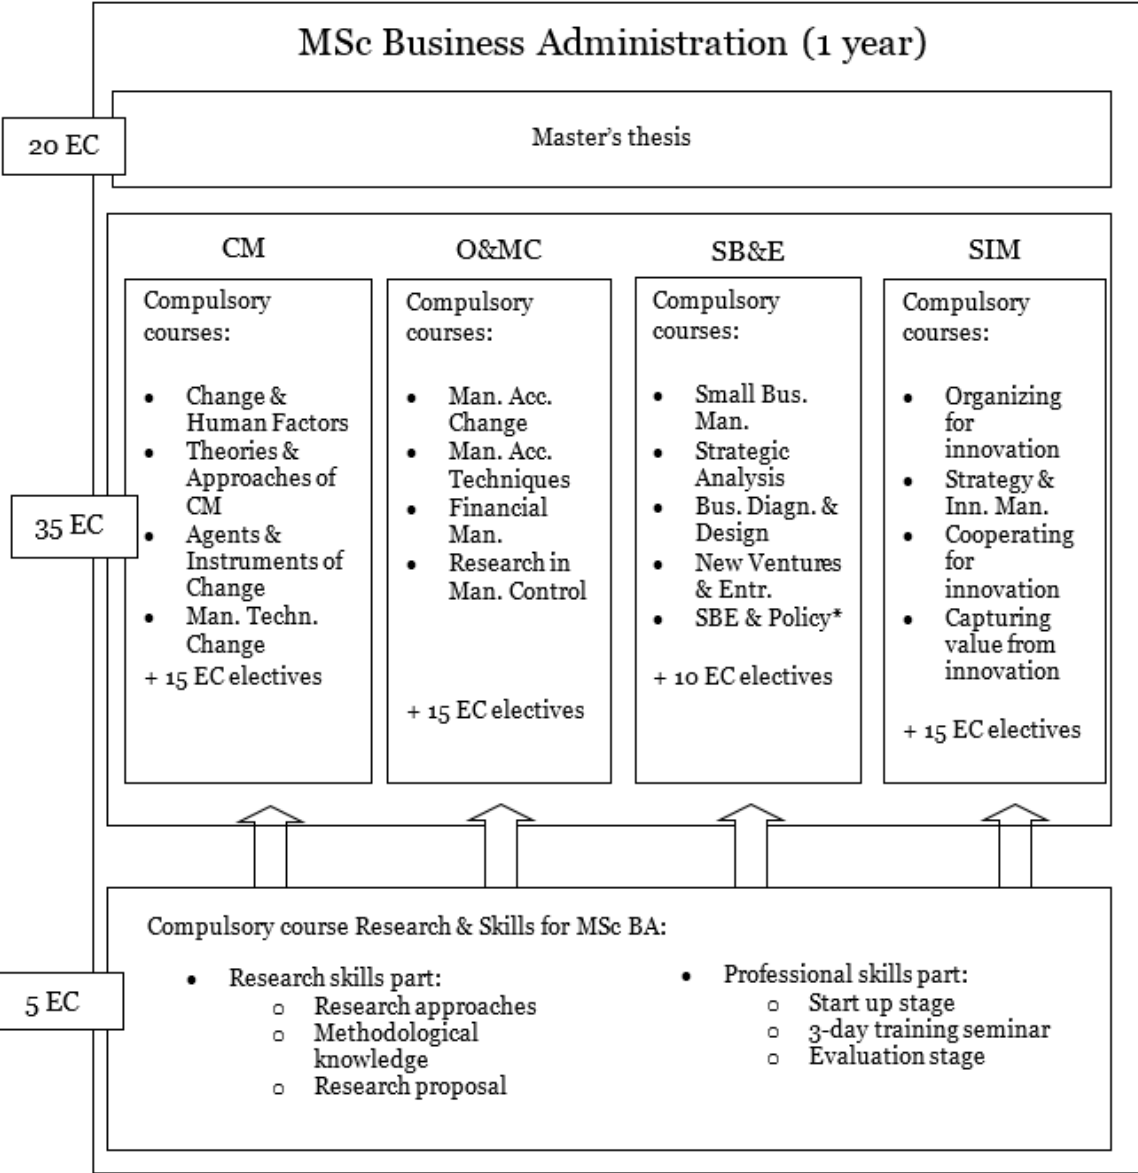 MSc Business Administration (1 year)
20 EC
Master's thesis
35 EC
CM
Compulsory
courses:
• Change &
Human Factors
• Theories &
Approaches of
CM
• Agents &
Instruments of
Change
• Man. Techn.
Change
+ 15 EC electives
O&MC
Compulsory
courses:
• Man. Acc.
Change
• Man. Acc.
Techniques
• Financial
Man.
• Research in
Man. Control
+ 15 EC electives
SB&E
Compulsory
courses:
• Small Bus.
Man.
• Strategic
Analysis
• Bus. Diagn. &
Design
• New Ventures
& Entr.
• SBE & Policy*
+ 10 EC electives
SIM
Compulsory
courses:
• Organizing
for
innovation
• Strategy &
Inn. Man.
• Cooperating
for
innovation
• Capturing
value from
innovation
+ 15 EC electives
5 EC
Compulsory course Research & Skills for MSc BA:
• Research skills part:
o Research approaches
o Methodological
knowledge
o Research proposal
• Professional skills part:
o Start up stage
o 3-day training seminar
o Evaluation stage